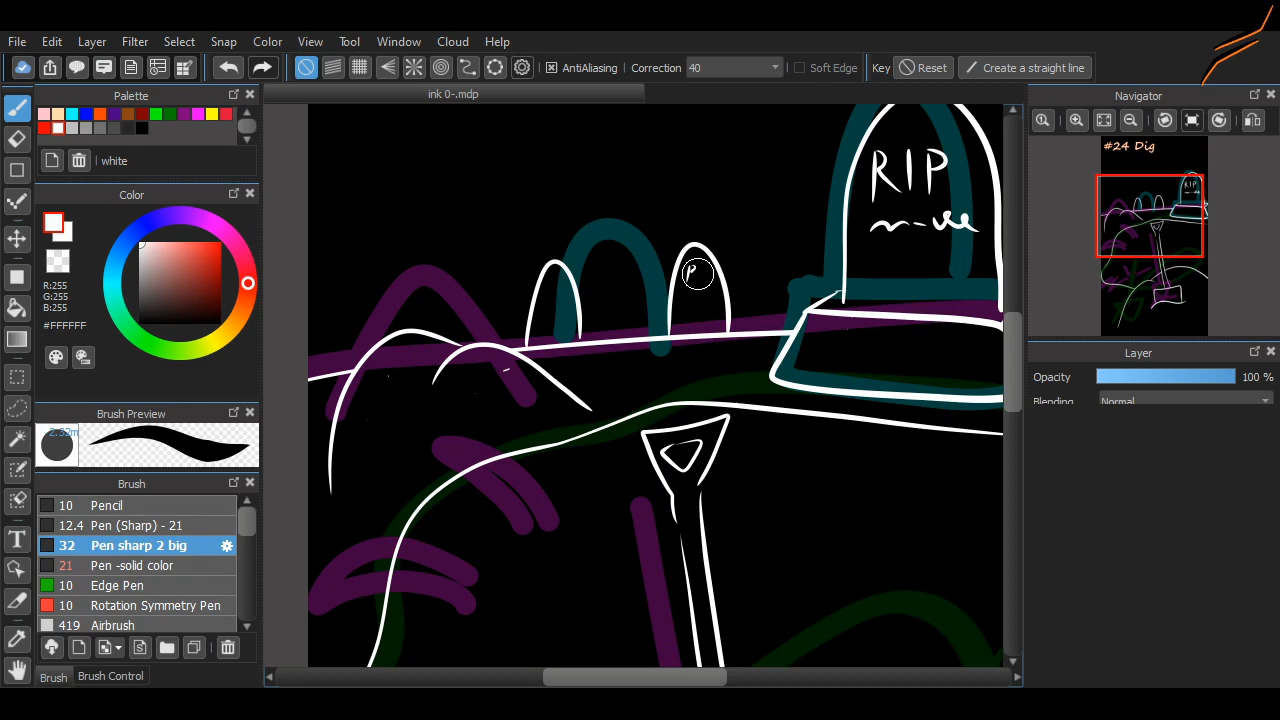 File Edit Layer Filter Select Snap Color View Tool Window Cloud Help
AntiAliasing Correction 40 Soft Edge Key Reset Create a straight line
Palette
ink 0-.mdp
Navigator
#24 Dig
RIP
white
Color
RIP
R:255
G:255
B:255
#FFFFFF
Layer
Opacity 100 %
Blending Normal
Brush Preview
Brush
10 Pencil
12.4 Pen (Sharp) - 21
32 Pen sharp 2 big
21 Pen -solid color
10 Edge Pen
10 Rotation Symmetry Pen
419 Airbrush
Brush Brush Control